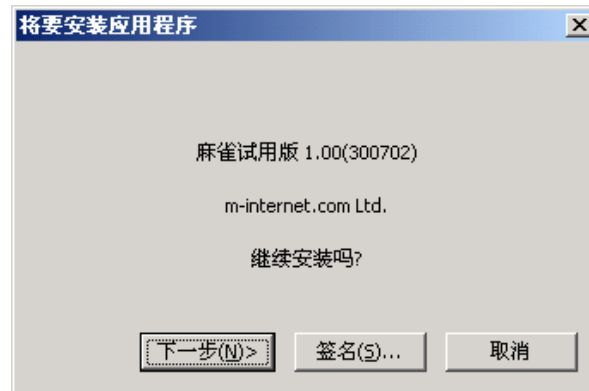 将要安装应用程序
麻雀试用版 1.00(300702)
m-internet.com Ltd.
继续安装吗?
下一步(N)> 签名(S)... 取消